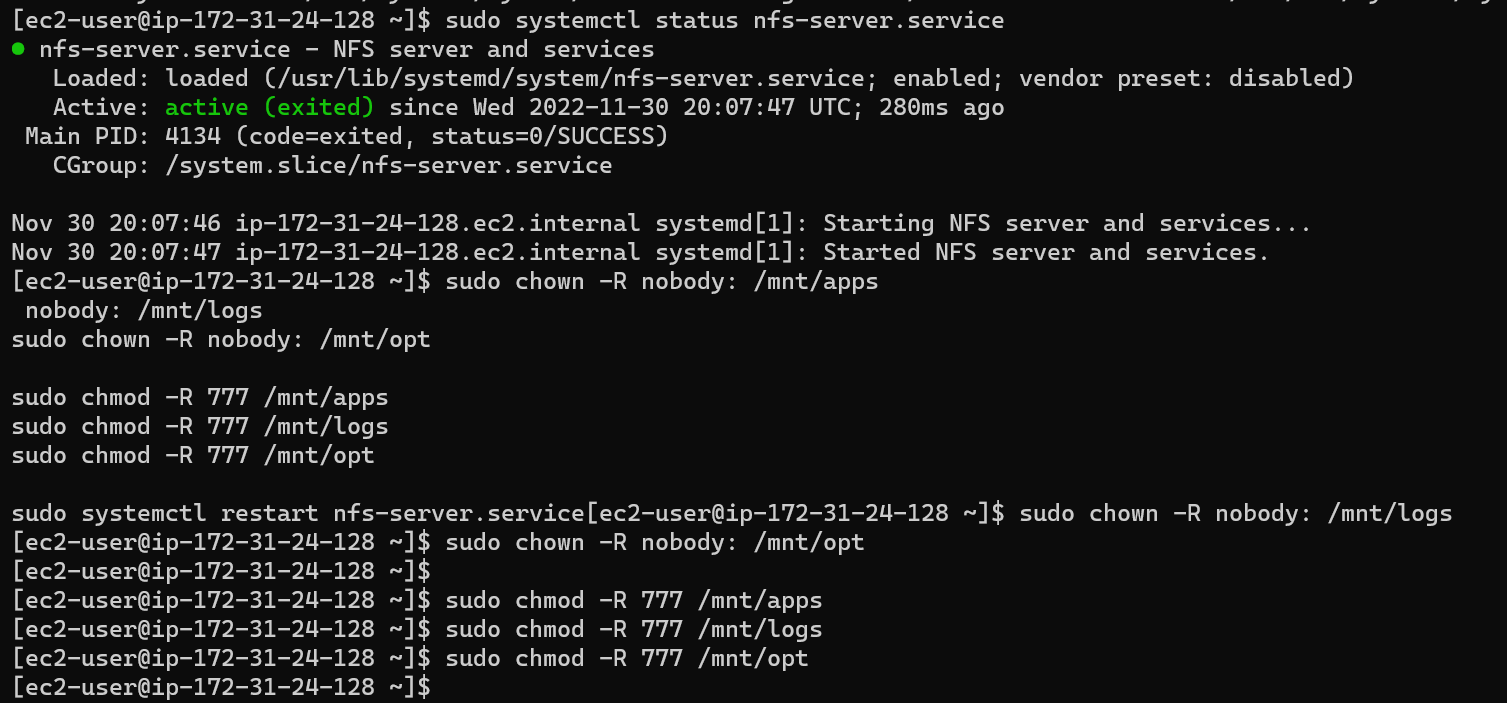 [ec2-user@ip-172-31-24-128 ~]$ sudo systemctl status nfs-server.service
● nfs-server.service - NFS server and services
   Loaded: loaded (/usr/lib/systemd/system/nfs-server.service; enabled; vendor preset: disabled)
   Active: active (exited) since Wed 2022-11-30 20:07:47 UTC; 280ms ago
 Main PID: 4134 (code=exited, status=0/SUCCESS)
   CGroup: /system.slice/nfs-server.service

Nov 30 20:07:46 ip-172-31-24-128.ec2.internal systemd[1]: Starting NFS server and services...
Nov 30 20:07:47 ip-172-31-24-128.ec2.internal systemd[1]: Started NFS server and services.
[ec2-user@ip-172-31-24-128 ~]$ sudo chown -R nobody: /mnt/apps
 nobody: /mnt/logs
sudo chown -R nobody: /mnt/opt

sudo chmod -R 777 /mnt/apps
sudo chmod -R 777 /mnt/logs
sudo chmod -R 777 /mnt/opt

sudo systemctl restart nfs-server.service[ec2-user@ip-172-31-24-128 ~]$ sudo chown -R nobody: /mnt/logs
[ec2-user@ip-172-31-24-128 ~]$ sudo chown -R nobody: /mnt/opt
[ec2-user@ip-172-31-24-128 ~]$
[ec2-user@ip-172-31-24-128 ~]$ sudo chmod -R 777 /mnt/apps
[ec2-user@ip-172-31-24-128 ~]$ sudo chmod -R 777 /mnt/logs
[ec2-user@ip-172-31-24-128 ~]$ sudo chmod -R 777 /mnt/opt
[ec2-user@ip-172-31-24-128 ~]$